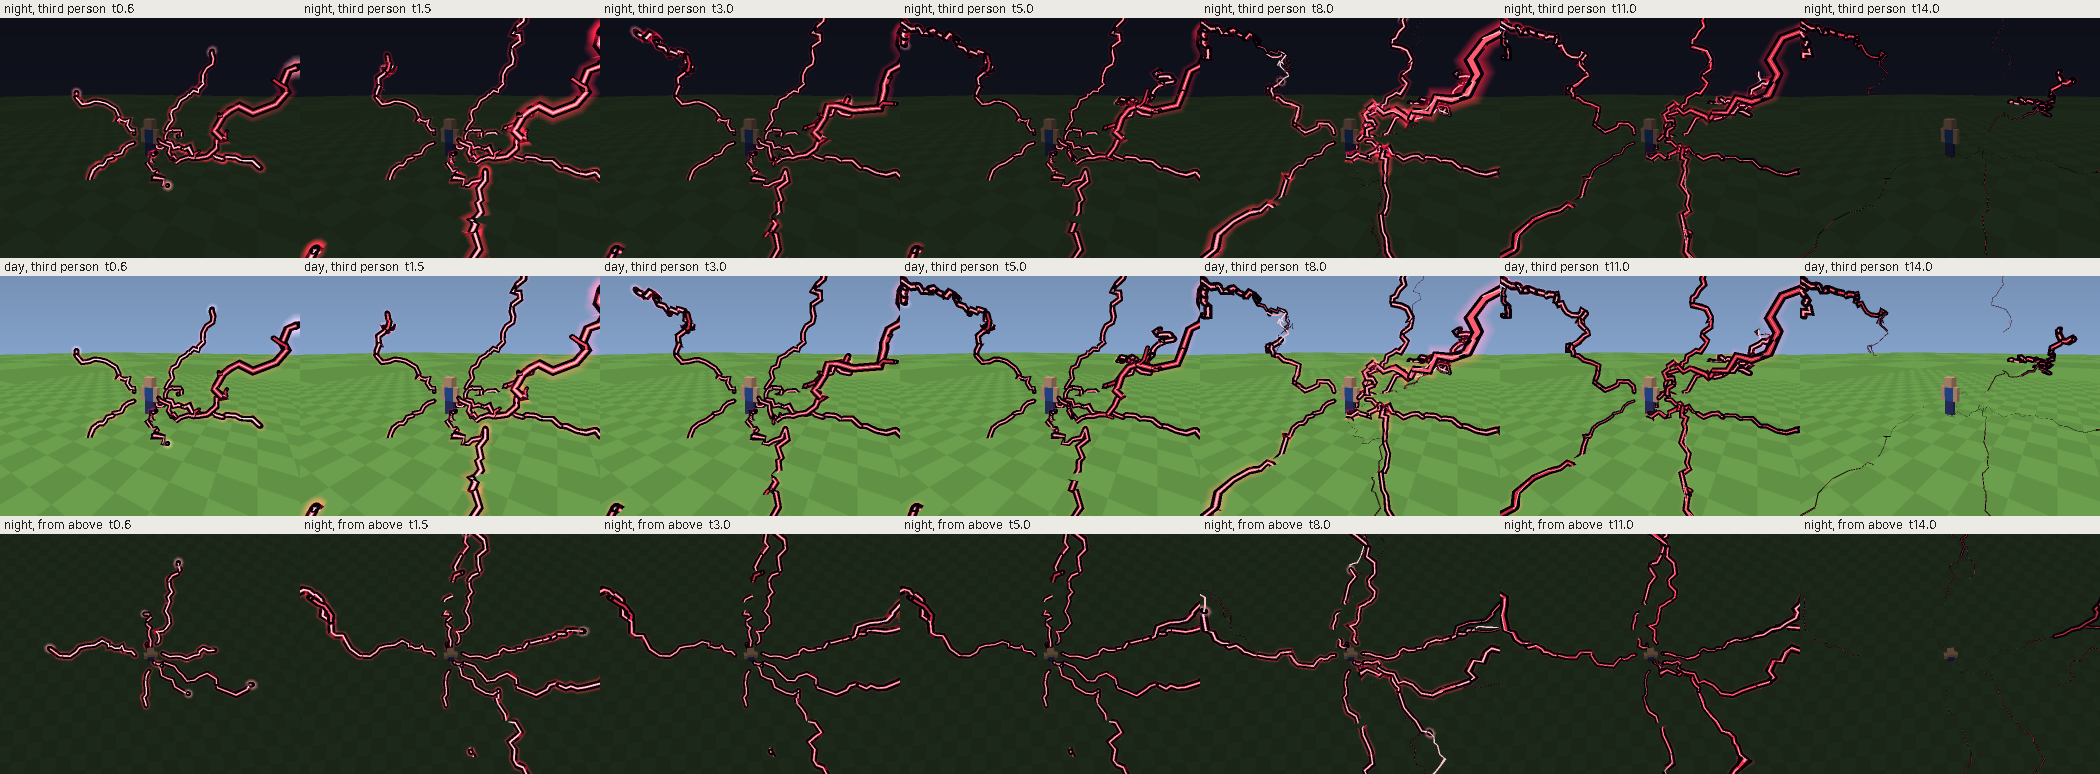 night, third person t0.6
night, third person t1.5
night, third person t3.0
night, third person t5.0
night, third person t8.0
night, third person t11.0
night, third person t14.0
day, third person t0.6
day, third person t1.5
day, third person t3.0
day, third person t5.0
day, third person t8.0
day, third person t11.0
day, third person t14.0
night, from above t0.6
night, from above t1.5
night, from above t3.0
night, from above t5.0
night, from above t8.0
night, from above t11.0
night, from above t14.0